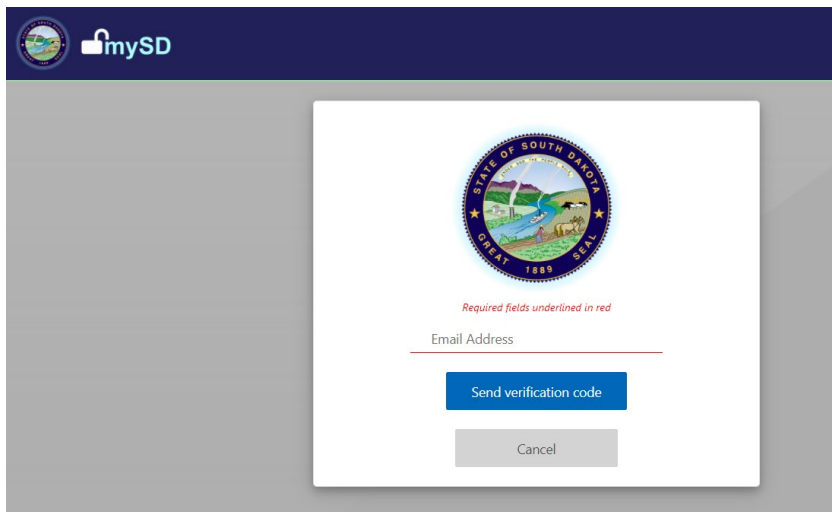 mySD
STATE OF SOUTH DAKOTA
GREAT SEAL
1889
Required fields underlined in red
Email Address
Send verification code
Cancel